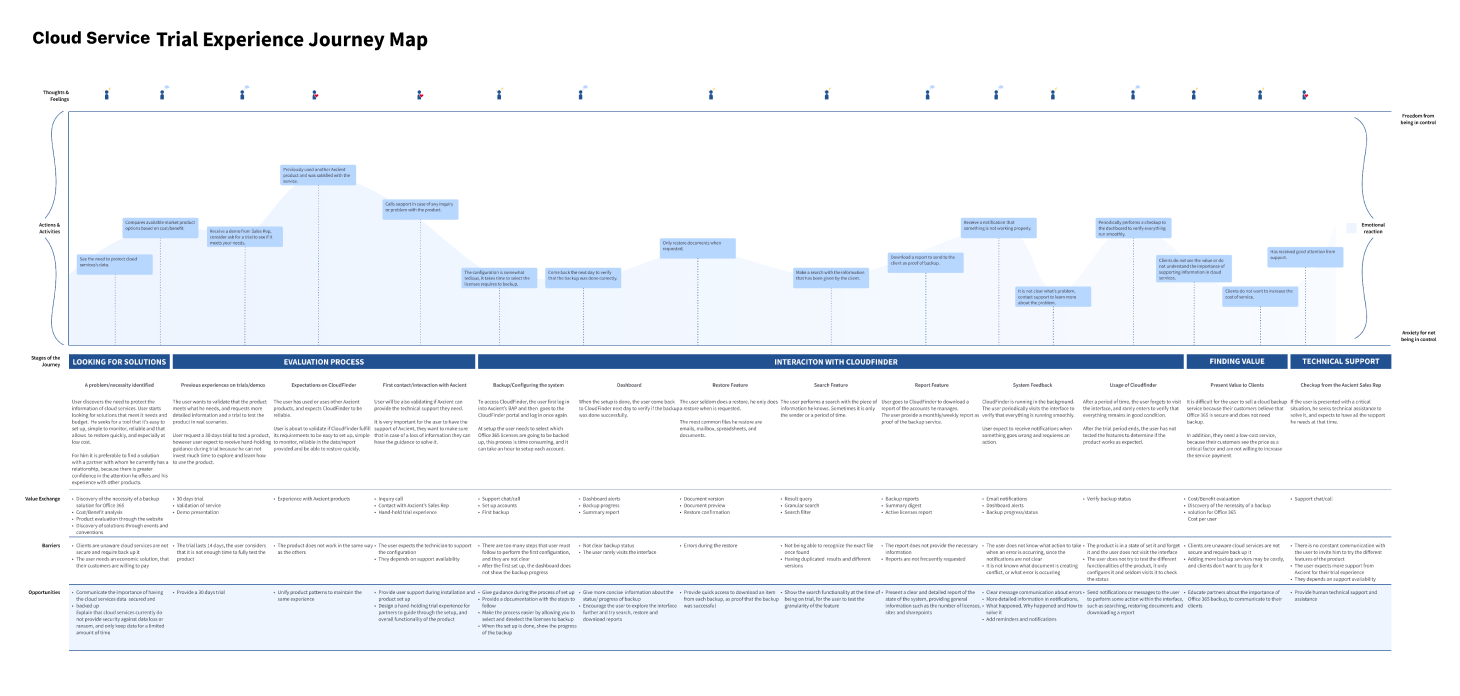 Cloud Service Trial Experience Journey Map
Thoughts &
Feelings
Freedom from
being in control
Previously used another Axcient
product and was satisfied with the
service.
Calls support in case of any inquiry
or problem with the product.
Compares available market product
options based on cost/benefit.
Receive a demo from Sales Rep,
consider ask for a trial to see if it
meets your needs.
See the need to protect cloud
services's data.
The configuration is somewhat
tedious, it takes time to select the
licenses requiere to backup.
Come back the next day to verify
that the backup was done correctly.
Only restore documents when
requested.
Make a search with the information
that has been given by the client.
Download a report to send to the
client as proof of backup.
Receive a notification that
something is not working properly.
It is not clear what's problem,
contact support to learn more
about the problem.
Periodically performs a checkup to
the dashboard to verify everything
run smoothly.
Clients do not see the value or do
not understand the importance of
supporting information in cloud
services.
Clients do not want to increase the
cost of service.
Has received good attention from
support.
Actions &
Activities
Emotional
reaction
Anxiety for not
being in control
Stages of the
Journey
LOOKING FOR SOLUTIONS
EVALUATION PROCESS
INTERACITON WITH CLOUDFINDER
FINDING VALUE
TECHNICAL SUPPORT
A problem/necessity identified
Previous experiences on trials/demos
Expectations on CloudFinder
First contact/interaction with Axcient
Backup/Configuring the system
Dashboard
Restore Feature
Search Feature
Report Feature
System Feedback
Usage of Cloudfinder
Present Value to Clients
Checkup from the Axcient Sales Rep
User discovers the need to protect the
information of cloud services. User starts
looking for solutions that meet it needs and
budget. He seeks for a tool that it's easy to
set up, simple to monitor, reliable and that
allows to restore quickly, and especially at
low cost.
For him it is preferable to find a solution
with a partner with whom he currently has a
relationship, because there is greater
confidence in the attention he offers and his
experience with other products.
The user wants to validate that the product
meets what he needs, and requests more
detailed information and a trial to test the
product in real scenarios.
User request a 30 days trial to test a product,
however user expect to receive hand-holding
guidance during trial because he can not
invest much time to explore and learn how
to use the product.
The user has used or uses other Axcient
products, and expects CloudFinder to be
reliable.
User is about to validate if CloudFinder fulfill
its requirements to be easy to set up, simple
to monitor, reliable in the data/report
provided and be able to restore quickly.
User will be also validating if Axcient can
provide the technical support they need.
It is very important for the user to have the
support of Axcient, they want to make sure
that in case of a loss of information they can
have the guidance to solve it.
To access CloudFinder, the user first log in
into Axcient's BAP and then goes to the
CloudFinder portal and log in once again.
At setup the user needs to select which
Office 365 licenses are going to be backed
up, this process is time consuming, and it
can take an hour to setup each account.
When the setup is done, the user come back
to CloudFinder next day to verify if the backup
was done successfully.
The user seldom does a restore, he only does
a restore when is requested.
The most common files he restore are
emails, mailbox, spreadsheets, and
documents.
The user performs a search with the piece of
information he knows. Sometimes it is only
the sender or a period of time.
User goes to CloudFinder to download a
report of the accounts he manages.
The user provide a monthly/weekly report as
proof of the backup service.
CloudFinder is running in the background.
The user periodically visits the interface to
verify that everything is running smoothly.
User expect to receive notifications when
something goes wrong and requieres an
action.
After a period of time, the user forgets to visit
the interface, and rarely enters to verify that
everything remains in good condition.
After the trial period ends, the user has not
tested the features to determine if the
product works as expected.
It is difficult for the user to sell a cloud backup
service because their customers believe that
Office 365 is secure and does not need
backup.
In addition, they need a low-cost service,
because their customers see the price as a
critical factor and are not willing to increase
the service payment
If the user is presented with a critical
situation, he seeks technical assistance to
solve it, and expects to have all the support
he needs at that time.
Value Exchange
• Discovery of the necessity of a backup
solution for Office 365
• Cost/Benefit analysis
• Product evaluation through the website
• Discovery of solutions through events and
conventions
• 30 days trial
• Validation of service
• Demo presentation
• Experience with Axcient products
• Inquiry call
• Contact with Axcient's Sales Rep
• Hand-held trial experience
• Support chat/call
• Set up accounts
• First backup
• Dashboard alerts
• Backup progress
• Summary report
• Document version
• Document preview
• Restore confirmation
• Result query
• Granular search
• Search filter
• Backup reports
• Summary digest
• Active licenses report
• Email notifications
• Dashboard alerts
• Backup progress/status
• Verify backup status
• Cost/Benefit evaluation
• Discovery of the necessity of a backup
• solution for Office 365
Cost per user
• Support chat/call
Barriers
• Clients are unaware cloud services are not
secure and require back up it
• The user needs an economic solution, that
their customers are willing to pay
• The trial lasts 14 days, the user considers
that it is not enough time to fully test the
product
• The product does not work in the same way
as the others
• The user expects the technician to support
the configuration
• They depends on support availability
• There are too many steps that user must
follow to perform the first configuration,
and they are not clear
• After the first set up, the dashboard does
not show the backup progress
• Not clear backup status
• The user rarely visits the interface
• Errors during the restore
• Not being able to recognize the exact file
once found
• Having duplicated results and different
versions
• The report does not provide the necessary
information
• Reports are not frequently requested
• The user does not know what action to take
when an error is occurring, since the
notifications are not clear
• It is not known what document is creating
conflict, or what error is occurring
• The product is in a state of set it and forget
it and the user does not visit the interface
• The user does not try to test the different
functionalities of the product, it only
configures it and seldom visits it to check
the status
• Clients are unaware cloud services are not
secure and require back up it
• Adding more backup services may be costly,
and clients don't want to pay for it
• There is no constant communication with
the user to invite him to try the different
features of the product
• The user expects more support from
Axcient for their trial experience
• They depends on support availability
Opportunities
• Communicate the importance of having
the cloud services data secured and
• backed up
Explain that cloud services currently do
not provide security against data loss or
ransom, and only keep data for a limited
amount of time
• Provide a 30 days trial
• Unify product patterns to maintain the
same experience
• Provide user support during installation and
product set up
• Design a hand-holding trial experience for
partners to guide through the setup, and
overall functionality of the product
• Give guidance during the process of set up
• Provide a documentation with the steps to
follow
• Make the process easier by allowing you to
select and deselect the licenses to backup
• When the set up is done, show the progress
of the backup
• Give more concise information about the
status/ progress of backup
• Encourage the user to explore the interface
further and try search, restore and
download reports
• Provide quick access to download an item
from each backup, as proof that the backup
was successful
• Show the search functionality at the time of
being on trial, for the user to test the
granularity of the feature
• Present a clear and detailed report of the
state of the system, providing general
information such as the number of licenses,
sites and sharepoints
• Clear message communication about errors
• More detailed information in notifications,
• What happened, Why happened and How to
solve it
• Add reminders and notifications
• Send notifications or messages to the user
to perform some action within the interface,
such as searching, restoring documents and
downloading a report
• Educate partners about the importance of
Office 365 backup, to communicate to their
clients
• Provide human technical support and
assistance